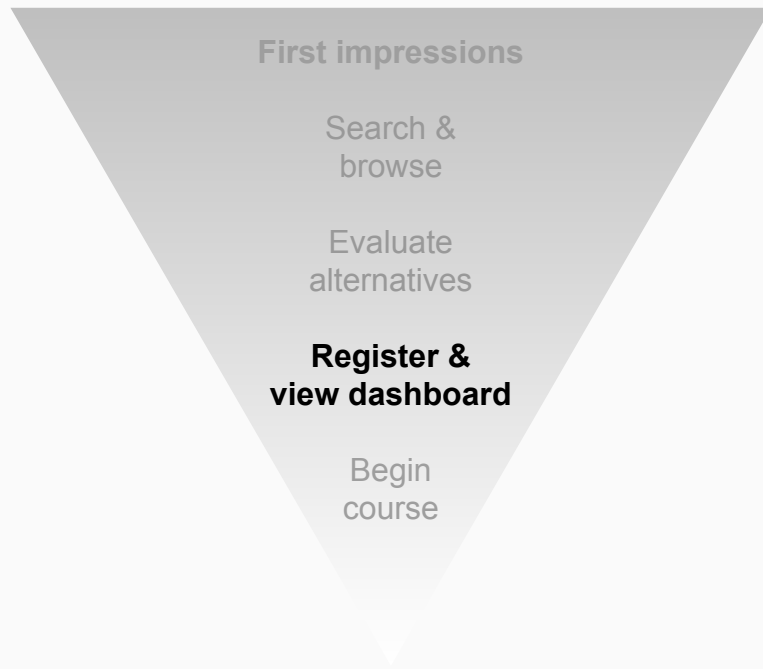 First impressions
Search &
browse
Evaluate
alternatives
Register &
view dashboard
Begin
course